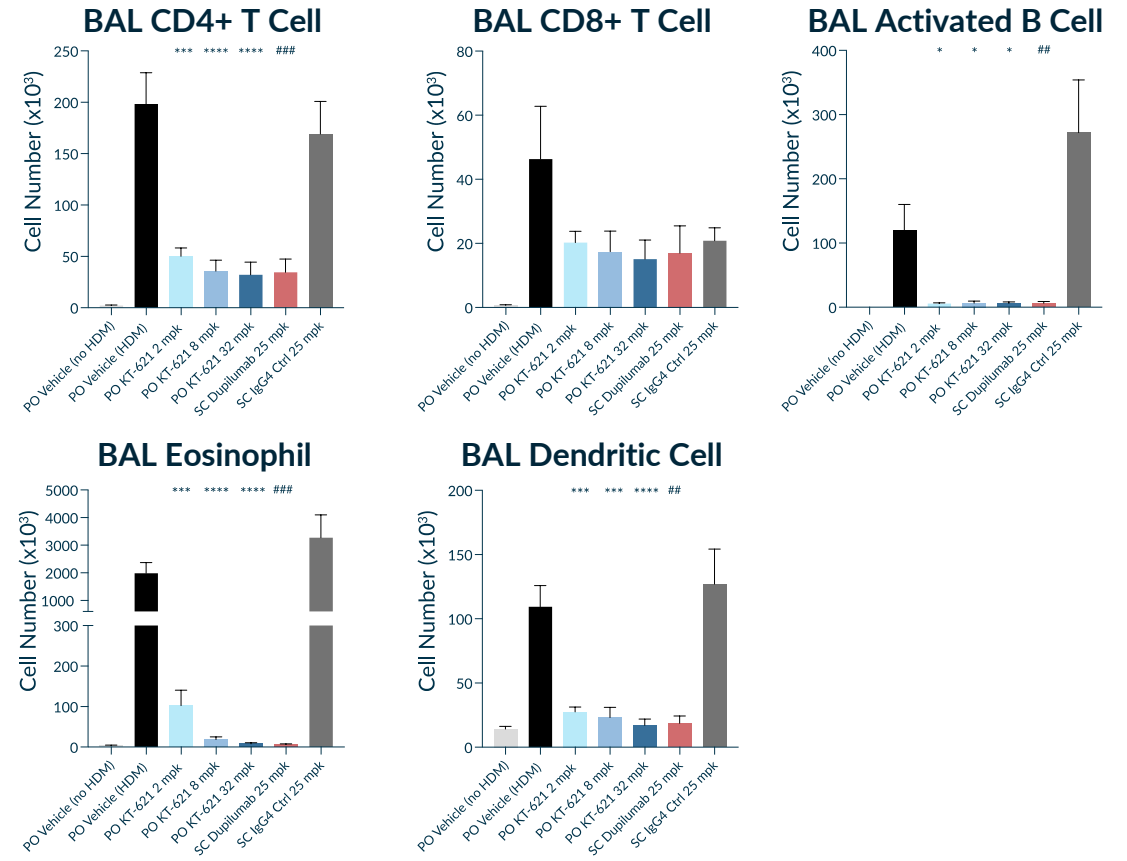 BAL CD4+ T Cell
Cell Number (x10³)
250
200
150
100
50
0
*** **** **** ###
PO Vehicle (no HDM)
PO Vehicle (HDM)
PO KT-621 2 mpk
PO KT-621 8 mpk
PO KT-621 32 mpk
SC Dupilumab 25 mpk
SC IgG4 Ctrl 25 mpk
BAL CD8+ T Cell
Cell Number (x10³)
80
60
40
20
0
PO Vehicle (no HDM)
PO Vehicle (HDM)
PO KT-621 2 mpk
PO KT-621 8 mpk
PO KT-621 32 mpk
SC Dupilumab 25 mpk
SC IgG4 Ctrl 25 mpk
BAL Activated B Cell
Cell Number (x10³)
400
300
200
100
0
* * * ##
PO Vehicle (no HDM)
PO Vehicle (HDM)
PO KT-621 2 mpk
PO KT-621 8 mpk
PO KT-621 32 mpk
SC Dupilumab 25 mpk
SC IgG4 Ctrl 25 mpk
BAL Eosinophil
Cell Number (x10³)
5000
4000
3000
2000
1000
300
200
100
0
*** **** **** ###
PO Vehicle (no HDM)
PO Vehicle (HDM)
PO KT-621 2 mpk
PO KT-621 8 mpk
PO KT-621 32 mpk
SC Dupilumab 25 mpk
SC IgG4 Ctrl 25 mpk
BAL Dendritic Cell
Cell Number (x10³)
200
150
100
50
0
*** *** **** ##
PO Vehicle (no HDM)
PO Vehicle (HDM)
PO KT-621 2 mpk
PO KT-621 8 mpk
PO KT-621 32 mpk
SC Dupilumab 25 mpk
SC IgG4 Ctrl 25 mpk